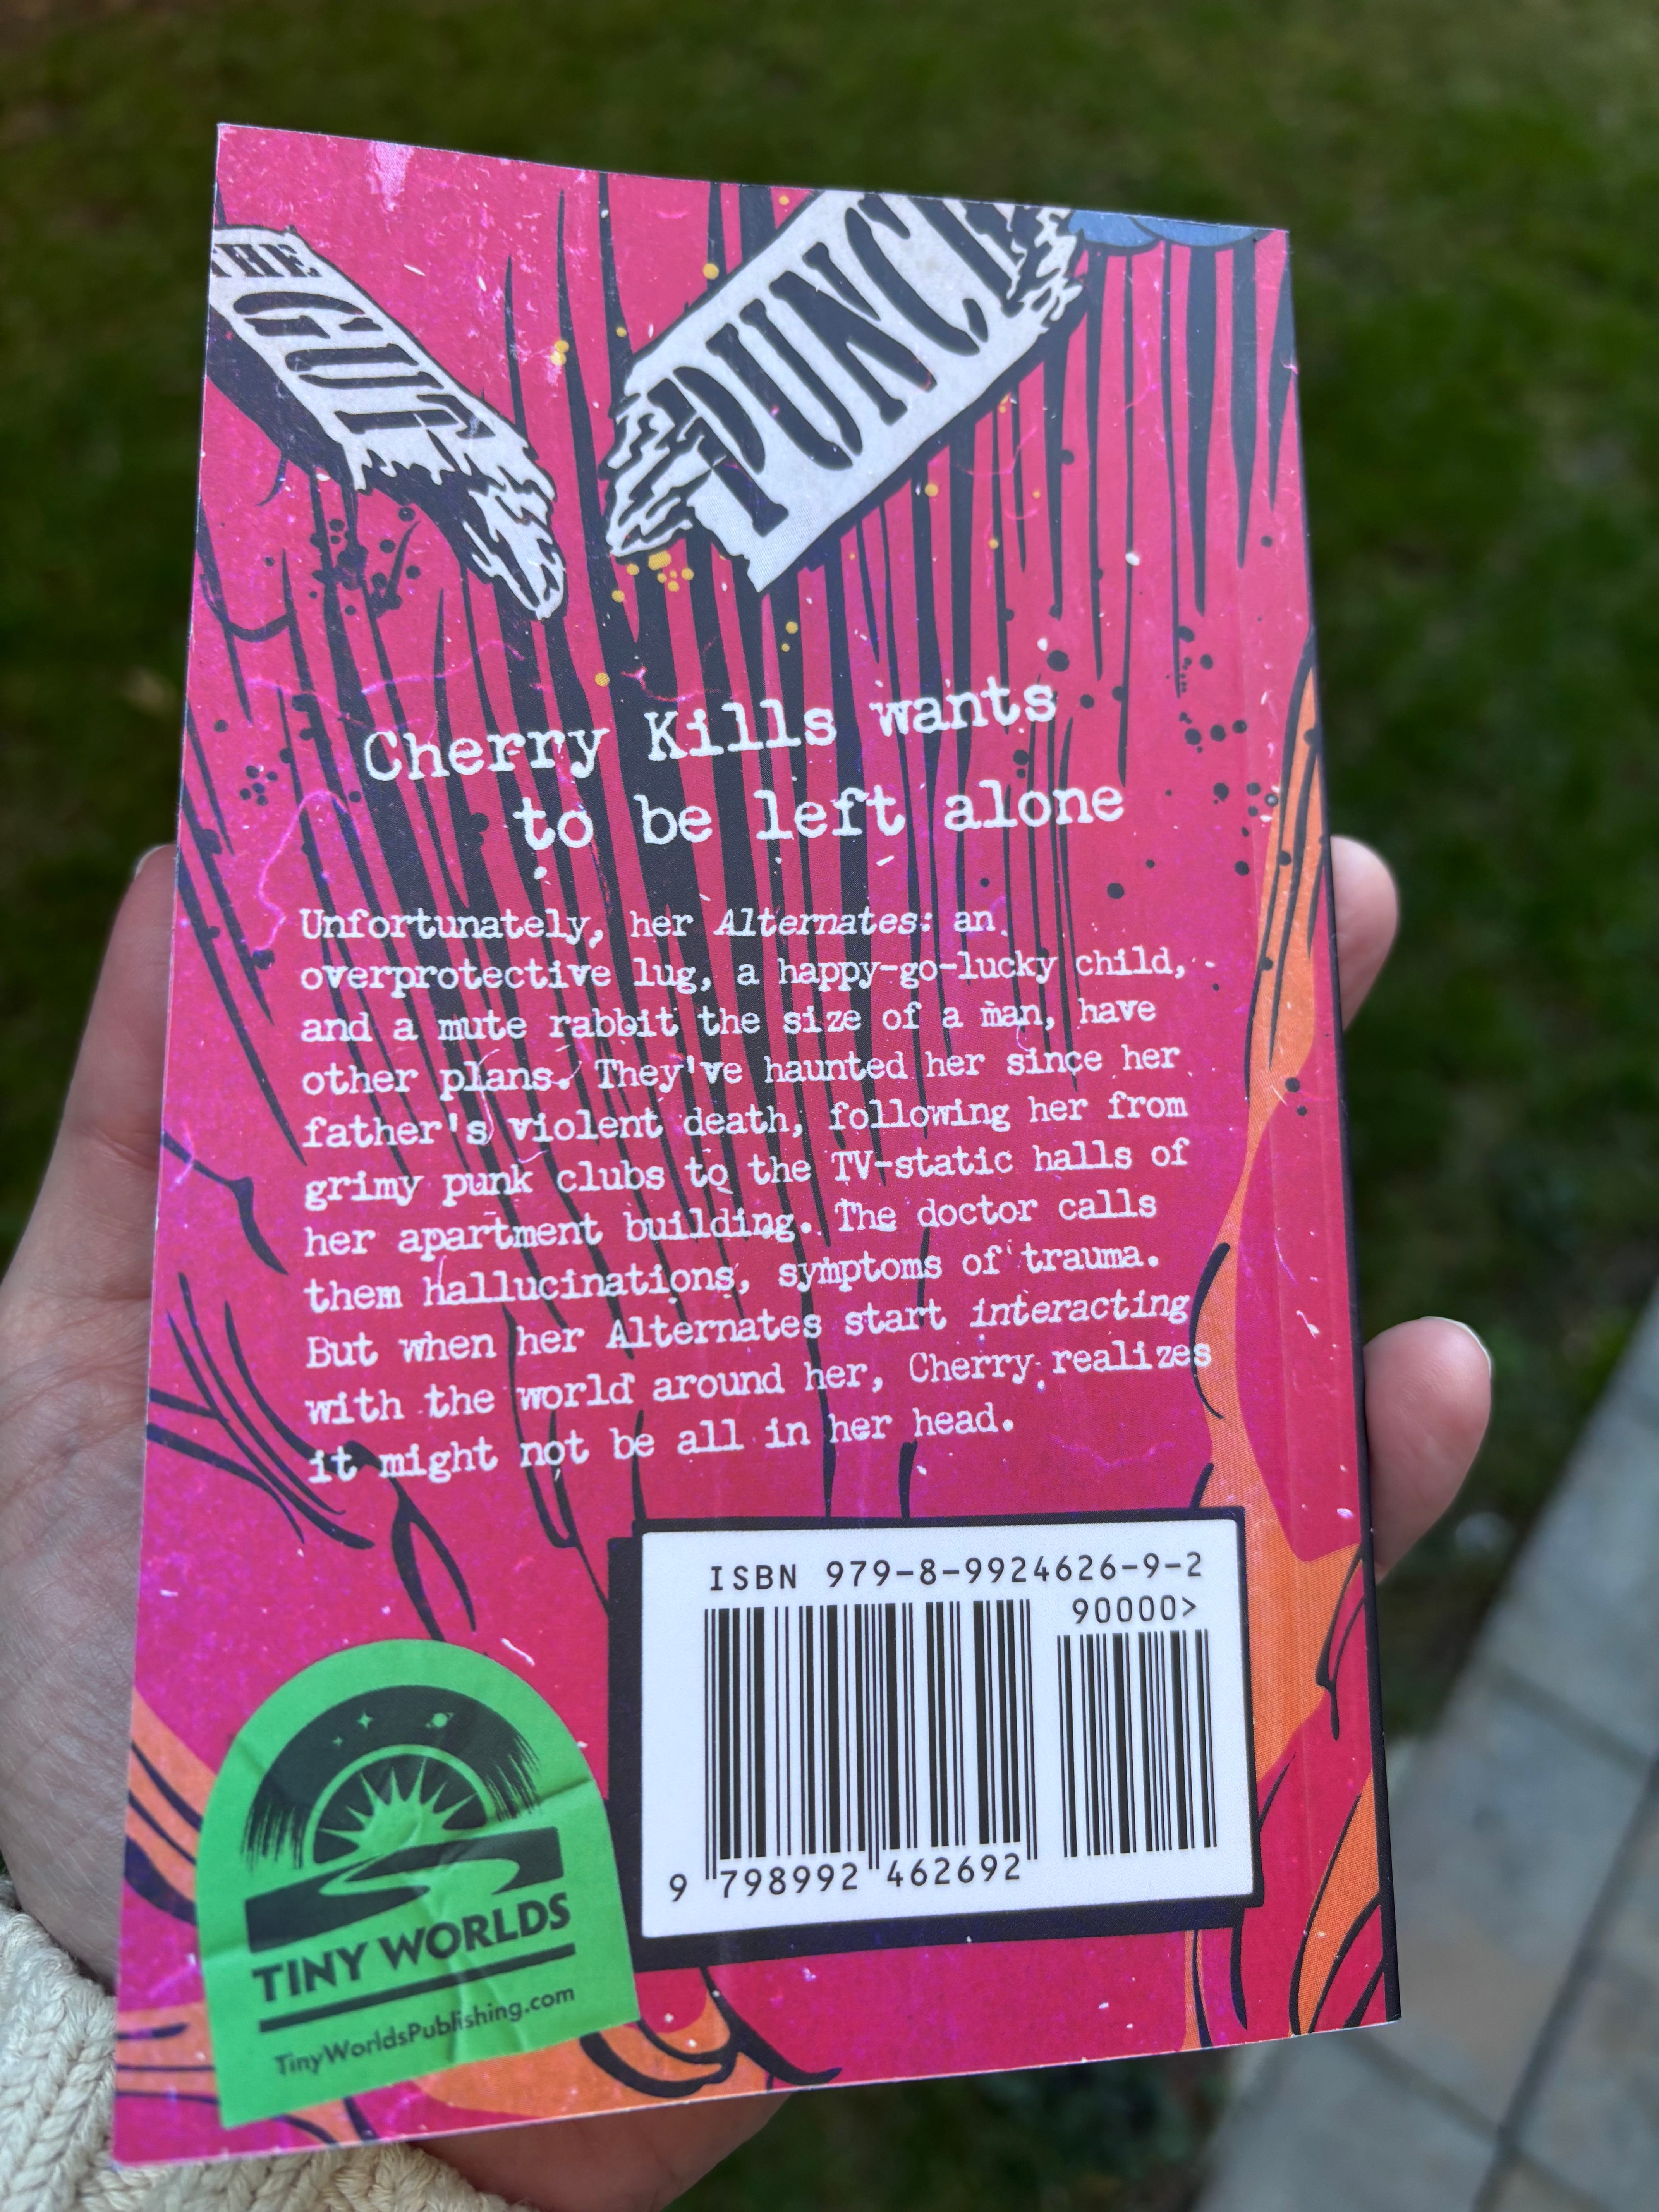 THE
GUT
PUNCH
Cherry Kills wants
to be left alone
Unfortunately, her Alternates: an
overprotective lug, a happy-go-lucky child,
and a mute rabbit the size of a man, have
other plans. They've haunted her since her
father's violent death, following her from
grimy punk clubs to the TV-static halls of
her apartment building. The doctor calls
them hallucinations, symptoms of trauma.
But when her Alternates start interacting
with the world around her, Cherry realizes
it might not be all in her head.
ISBN 979-8-9924626-9-2
90000>
9 798992 462692
TINY WORLDS
TinyWorldsPublishing.com